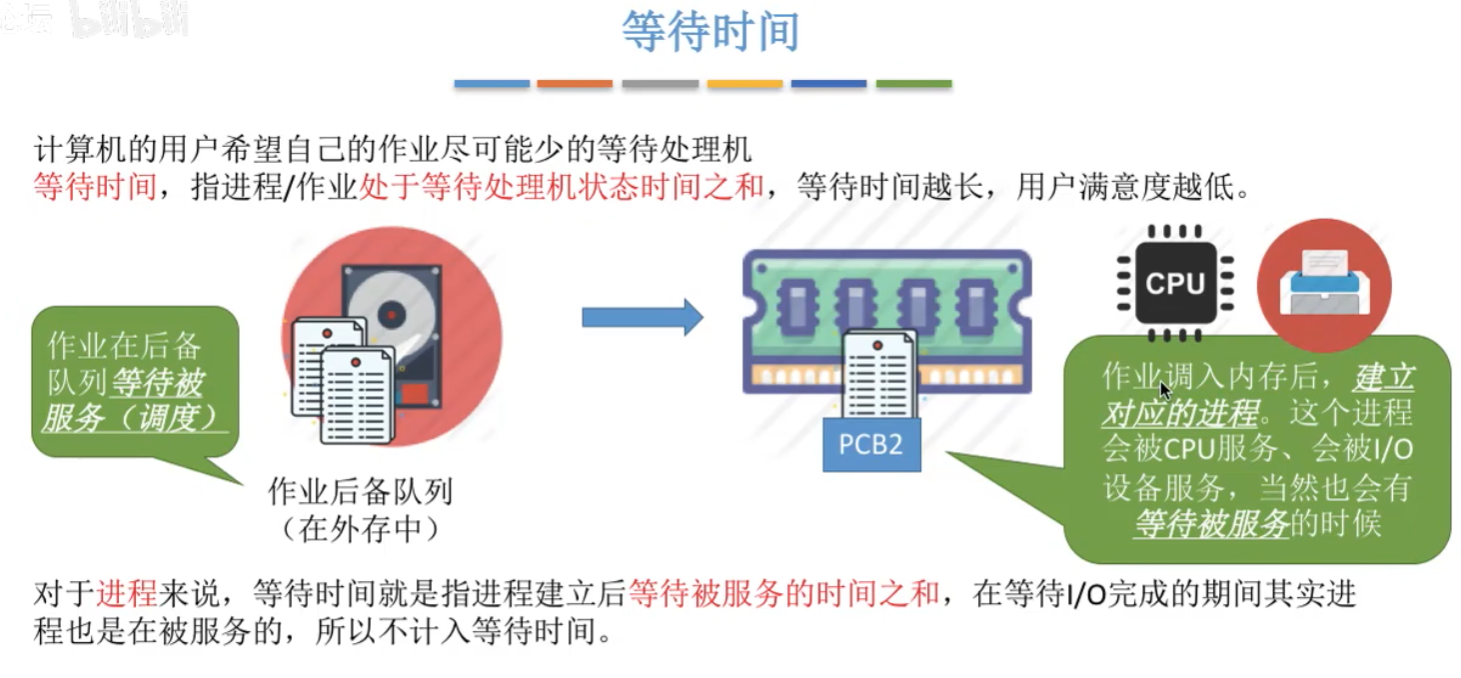 bilibili
等待时间
计算机的用户希望自己的作业尽可能少的等待处理机
等待时间，指进程/作业处于等待处理机状态时间之和，等待时间越长，用户满意度越低。
作业在后备
队列等待被
服务（调度）
作业后备队列
（在外存中）
PCB2
CPU
作业调入内存后，建立
对应的进程。这个进程
会被CPU服务、会被I/O
设备服务，当然也会有
等待被服务的时候
对于进程来说，等待时间就是指进程建立后等待被服务的时间之和，在等待I/O完成的期间其实进
程也是在被服务的，所以不计入等待时间。